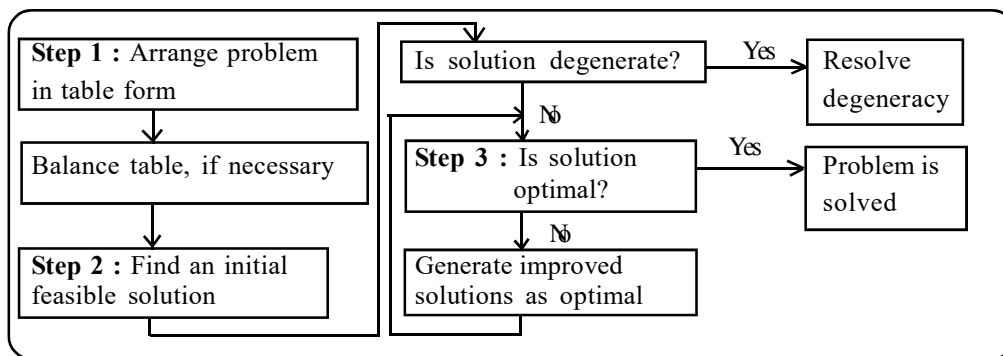 Step 1 : Arrange problem
in table form
Balance table, if necessary
Step 2 : Find an initial
feasible solution
Is solution degenerate?
Yes
Resolve
degeneracy
No
Step 3 : Is solution
optimal?
Yes
Problem is
solved
No
Generate improved
solutions as optimal